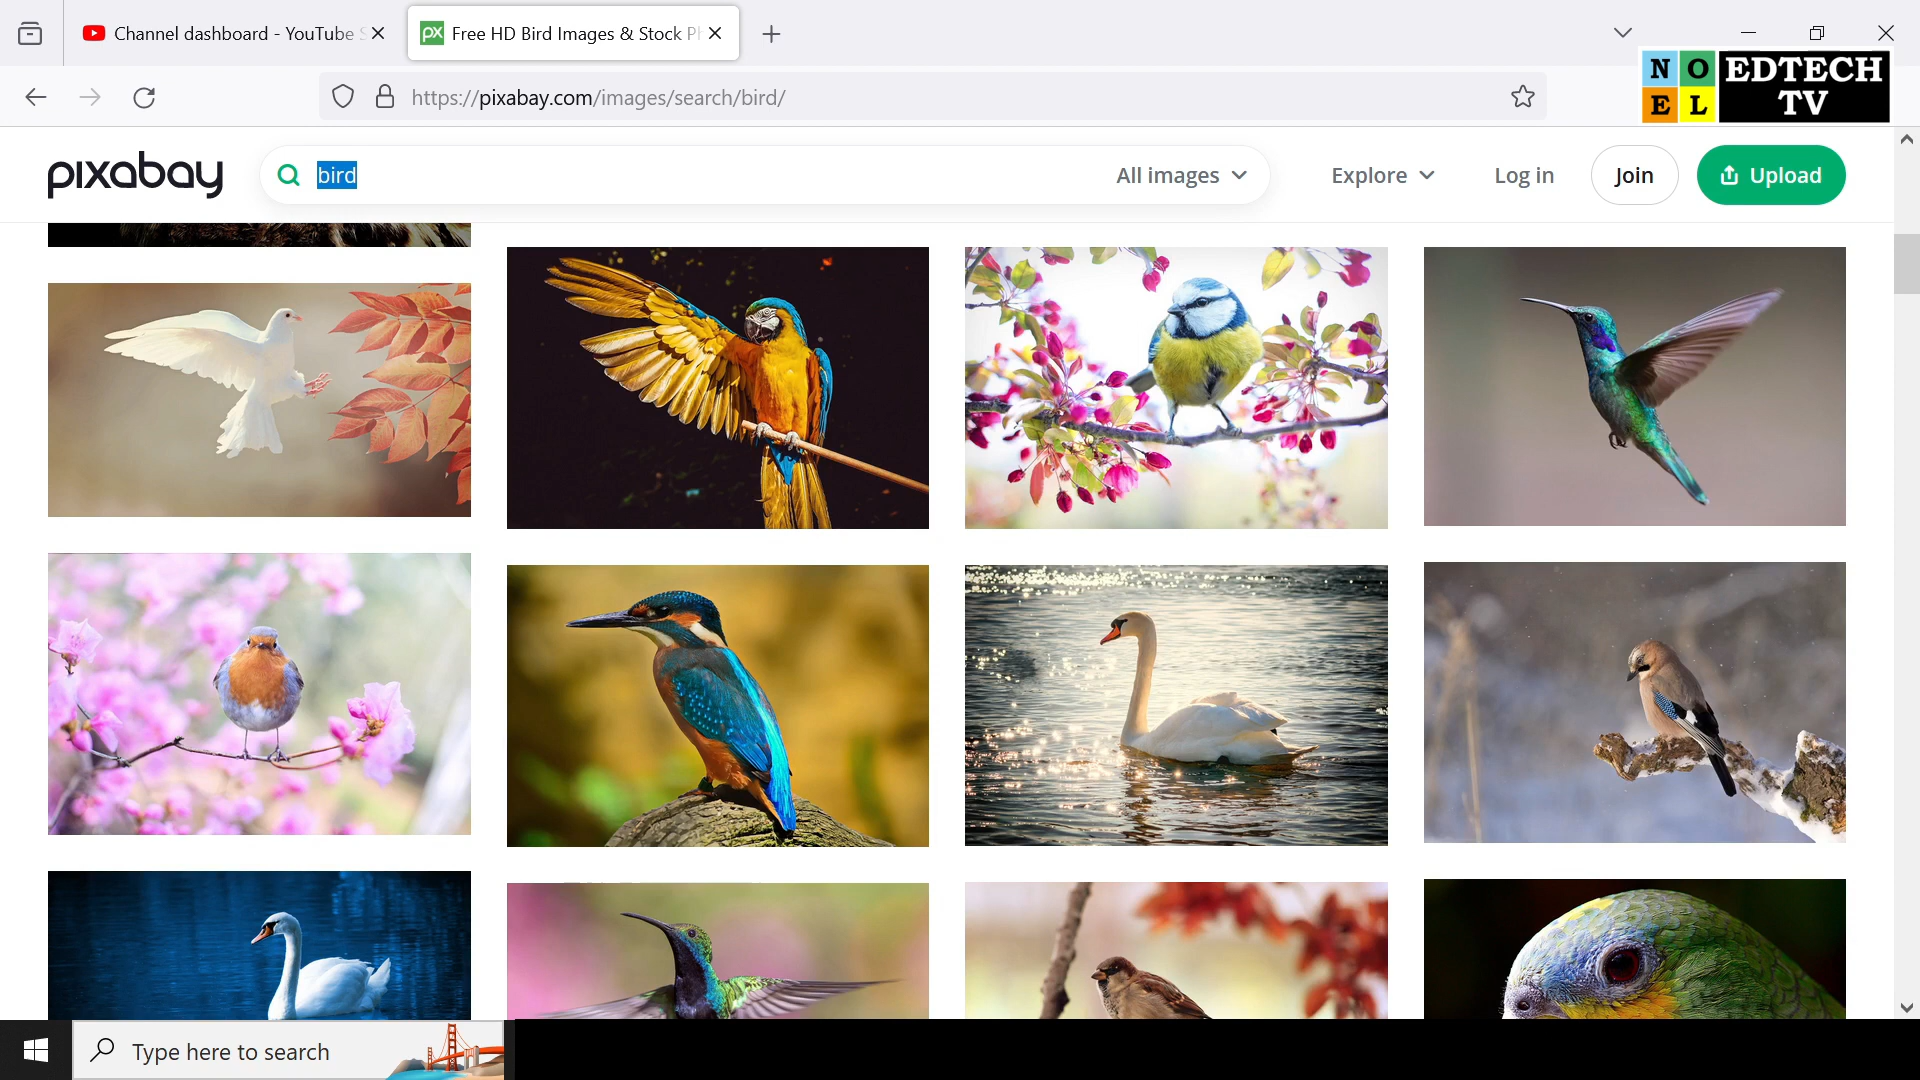 Channel dashboard - YouTube S
Free HD Bird Images & Stock Ph
https://pixabay.com/images/search/bird/
N O
E L
EDTECH
TV
pixabay
bird
All images
Explore
Log in
Join
Upload
Type here to search